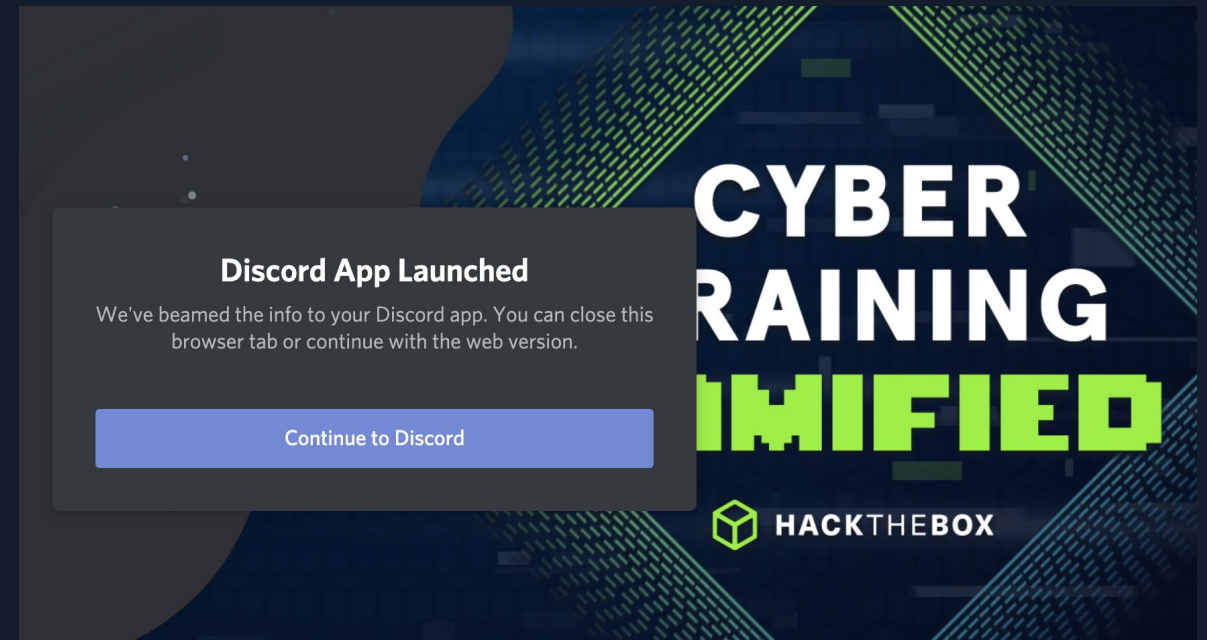 Discord App Launched
We've beamed the info to your Discord app. You can close this
browser tab or continue with the web version.
Continue to Discord
CYBER
RAINING
MIFIED
HACKTHEBOX